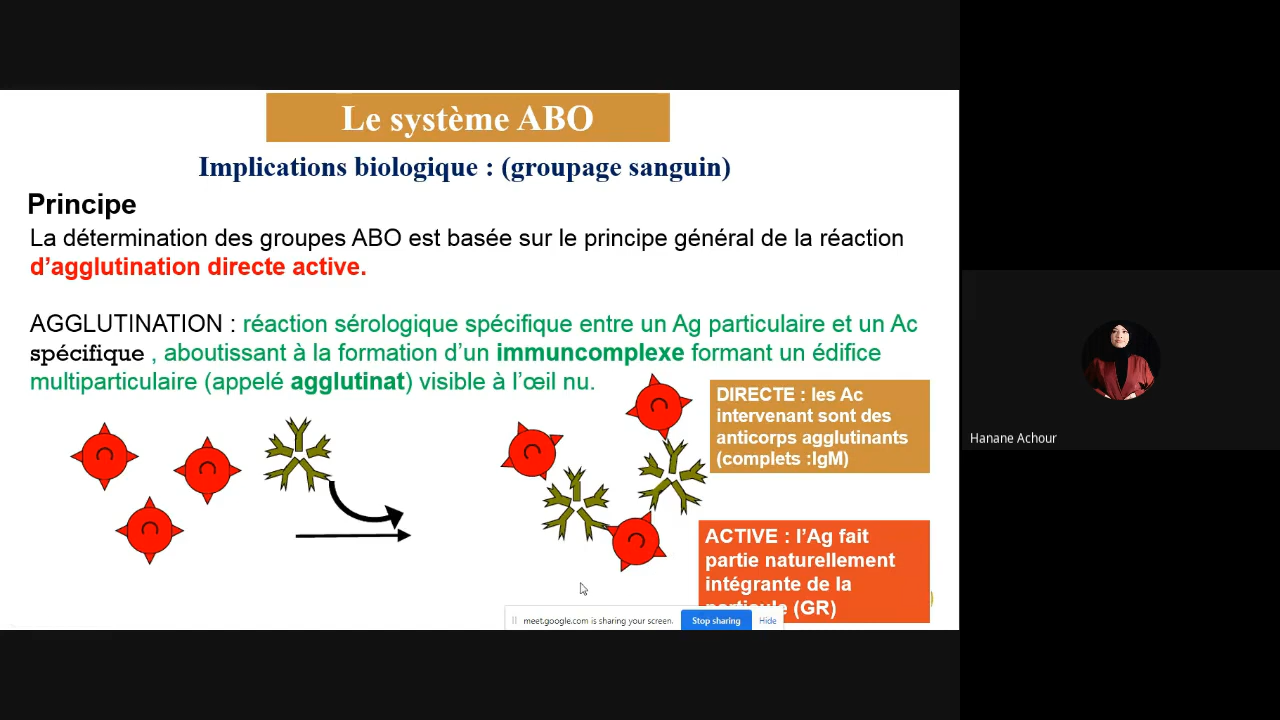 Le système ABO
Implications biologique : (groupage sanguin)
Principe
La détermination des groupes ABO est basée sur le principe général de la réaction
d’agglutination directe active.
AGGLUTINATION : réaction sérologique spécifique entre un Ag particulaire et un Ac
spécifique , aboutissant à la formation d’un immuncomplexe formant un édifice
multiparticulaire (appelé agglutinat) visible à l’œil nu.
DIRECTE : les Ac
intervenant sont des
anticorps agglutinants
(complets :IgM)
ACTIVE : l’Ag fait
partie naturellement
intégrante de la
(GR)
meet.google.com is sharing your screen.
Stop sharing
Hide
Hanane Achour